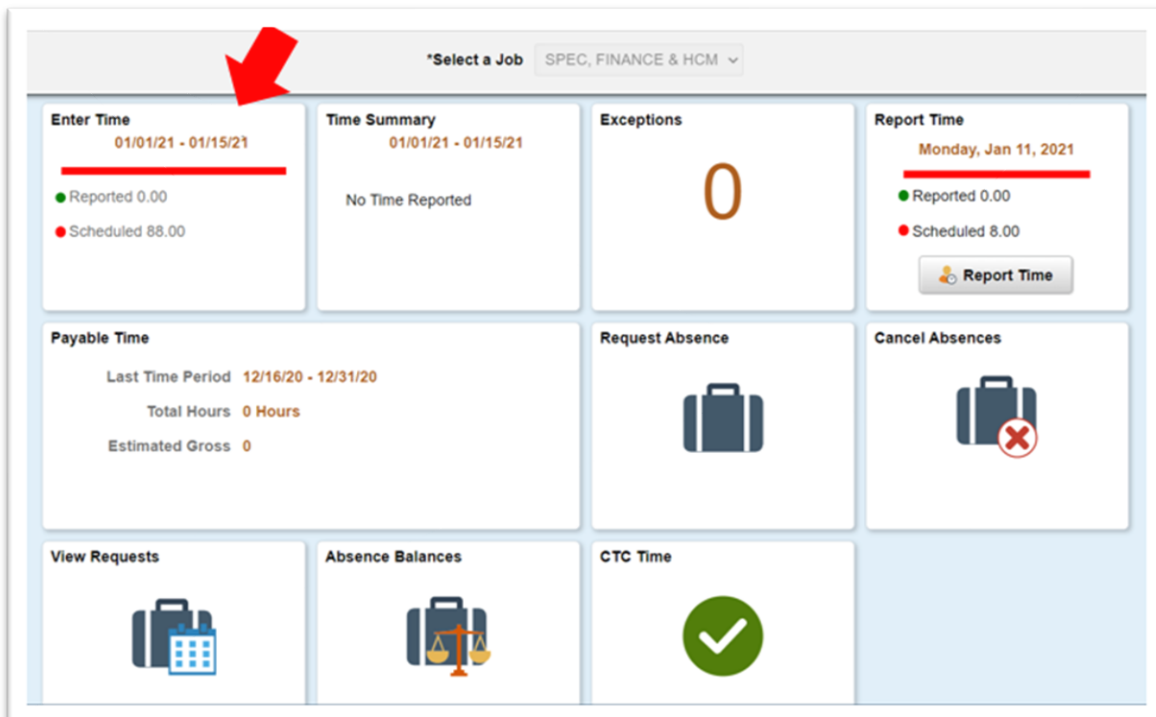 *Select a Job SPEC, FINANCE & HCM
Enter Time
01/01/21 - 01/15/21
Reported 0.00
Scheduled 88.00
Time Summary
01/01/21 - 01/15/21
No Time Reported
Exceptions
0
Report Time
Monday, Jan 11, 2021
Reported 0.00
Scheduled 8.00
Report Time
Payable Time
Last Time Period 12/16/20 - 12/31/20
Total Hours 0 Hours
Estimated Gross 0
Request Absence
Cancel Absences
View Requests
Absence Balances
CTC Time